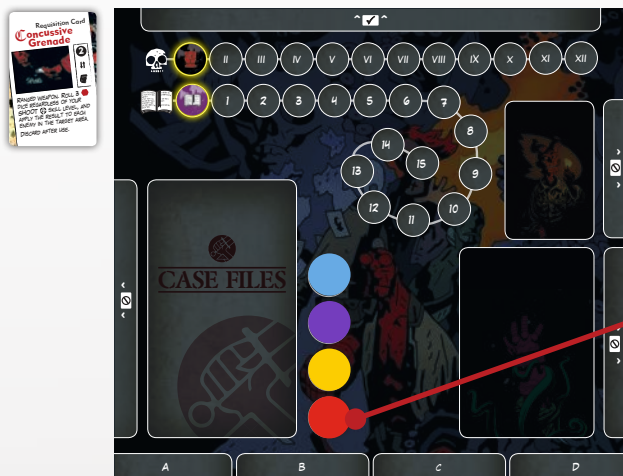 Requisition Card
Concussive
Grenade
2
Ranged weapon. Roll 3
dice regardless of your
Shoot skill level, and
apply the result to each
enemy in the target area.
Discard after use.
II III IV V VI VII VIII IX X XI XII
1 2 3 4 5 6 7
8
14
15
13
9
12
11
10
CASE FILES
A B C D